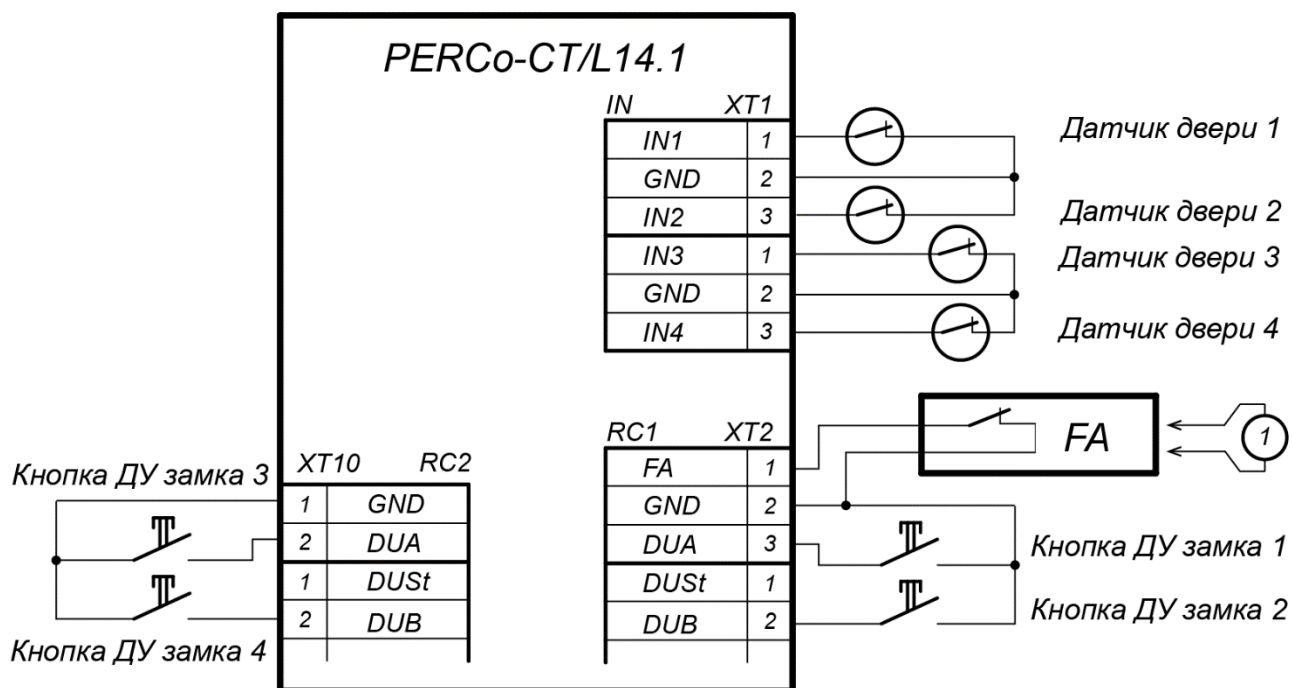 PERCo-CT/L14.1
IN XT1
IN1 1
GND 2
IN2 3
IN3 1
GND 2
IN4 3
Датчик двери 1
Датчик двери 2
Датчик двери 3
Датчик двери 4
RC1 XT2
FA 1
GND 2
DUA 3
DUSt 1
DUB 2
FA
1
Кнопка ДУ замка 1
Кнопка ДУ замка 2
Кнопка ДУ замка 3
XT10 RC2
1 GND
2 DUA
1 DUSt
2 DUB
Кнопка ДУ замка 4